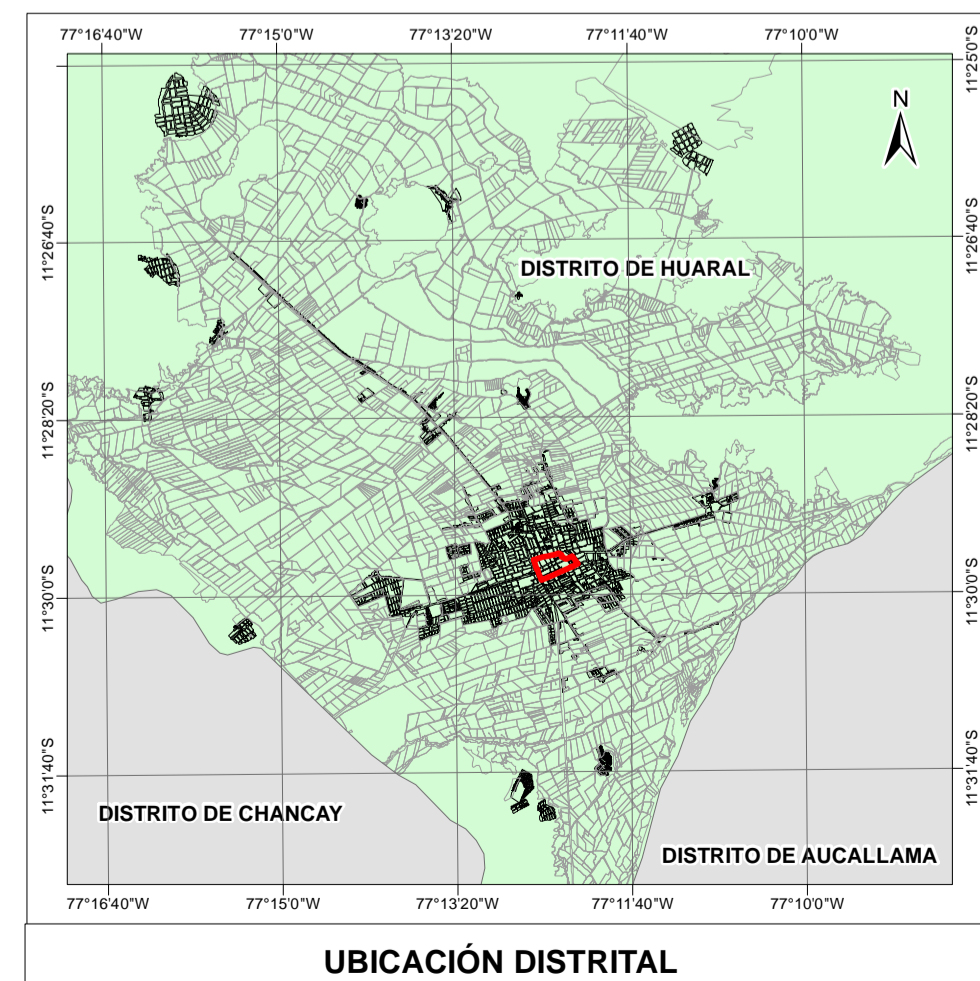 77°16'40"W 77°15'0"W 77°13'20"W 77°11'40"W 77°10'0"W
11°25'0"S
11°25'0"S
N
11°26'40"S
11°26'40"S
DISTRITO DE HUARAL
11°28'20"S
11°28'20"S
11°30'0"S
11°30'0"S
11°31'40"S
11°31'40"S
DISTRITO DE CHANCAY
DISTRITO DE AUCALLAMA
77°16'40"W 77°15'0"W 77°13'20"W 77°11'40"W 77°10'0"W
UBICACIÓN DISTRITAL